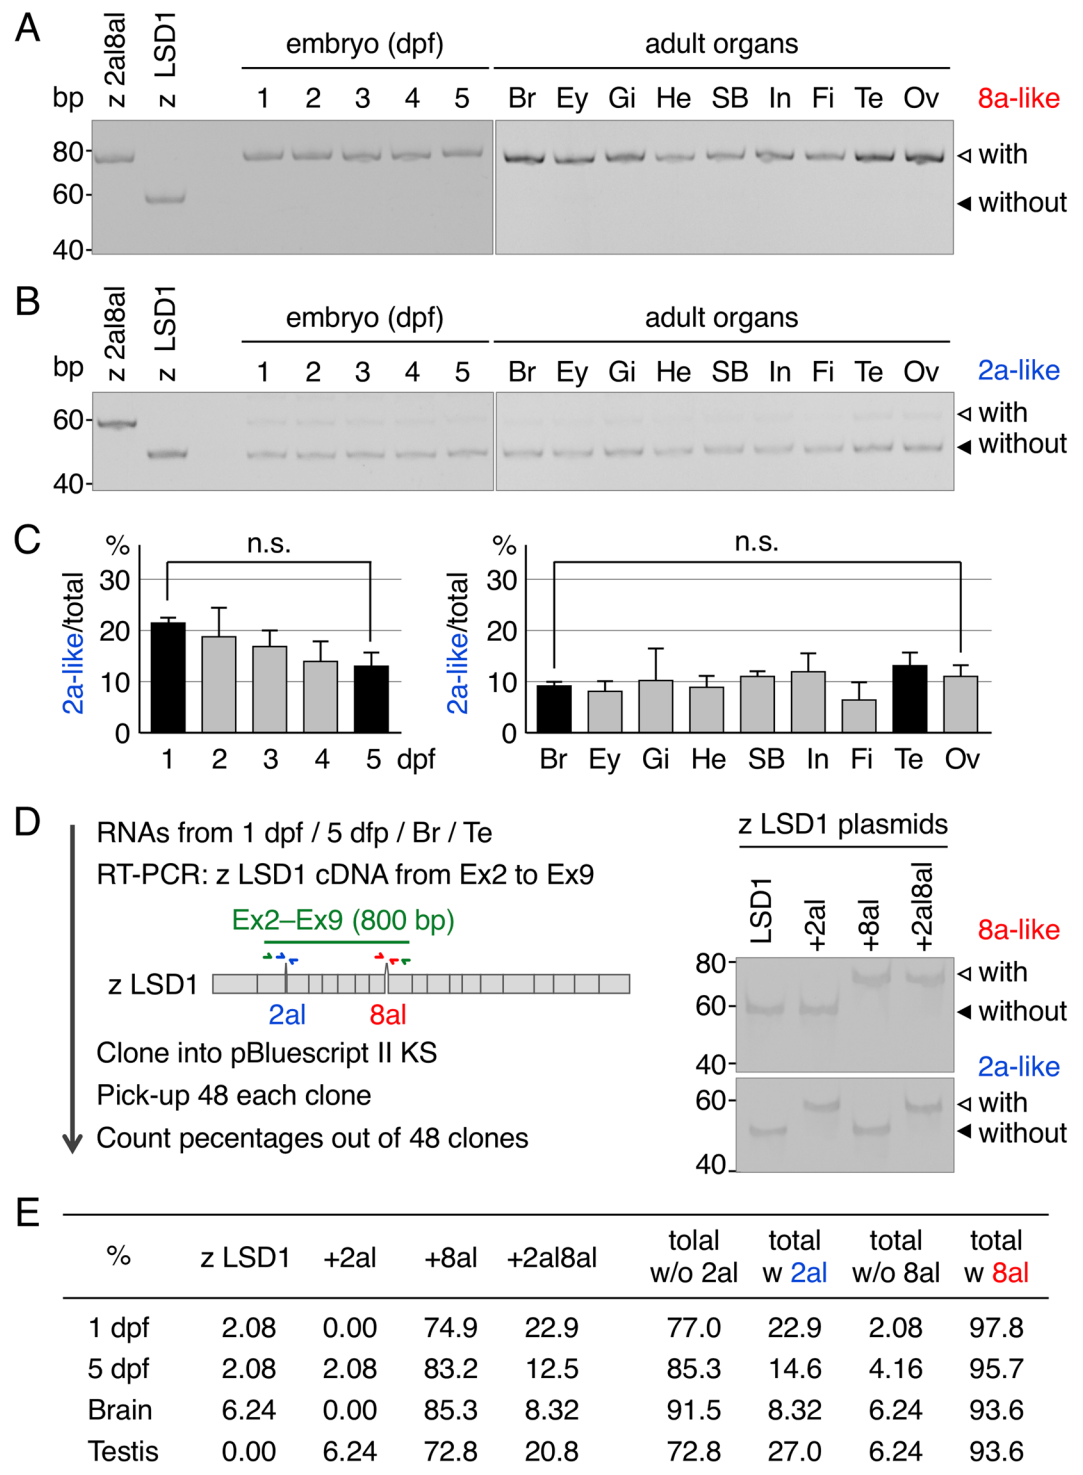 A
z 2al8al
z LSD1
embryo (dpf)
adult organs
bp
1 2 3 4 5
Br Ey Gi He SB In Fi Te Ov
8a-like
80
with
60
without
40
B
z 2al8al
z LSD1
embryo (dpf)
adult organs
bp
1 2 3 4 5
Br Ey Gi He SB In Fi Te Ov
2a-like
60
with
without
40
C
%
n.s.
30
20
10
0
2a-like/total
1 2 3 4 5 dpf
%
n.s.
30
20
10
0
2a-like/total
Br Ey Gi He SB In Fi Te Ov
D
RNAs from 1 dpf / 5 dfp / Br / Te
RT-PCR: z LSD1 cDNA from Ex2 to Ex9
Ex2–Ex9 (800 bp)
z LSD1
2al 8al
Clone into pBluescript II KS
Pick-up 48 each clone
Count pecentages out of 48 clones
z LSD1 plasmids
LSD1
+2al
+8al
+2al8al
8a-like
80
with
60
without
40
2a-like
60
with
without
40
E
% z LSD1 +2al +8al +2al8al tolal w/o 2al total w 2al total w/o 8al total w 8al
1 dpf 2.08 0.00 74.9 22.9 77.0 22.9 2.08 97.8
5 dpf 2.08 2.08 83.2 12.5 85.3 14.6 4.16 95.7
Brain 6.24 0.00 85.3 8.32 91.5 8.32 6.24 93.6
Testis 0.00 6.24 72.8 20.8 72.8 27.0 6.24 93.6